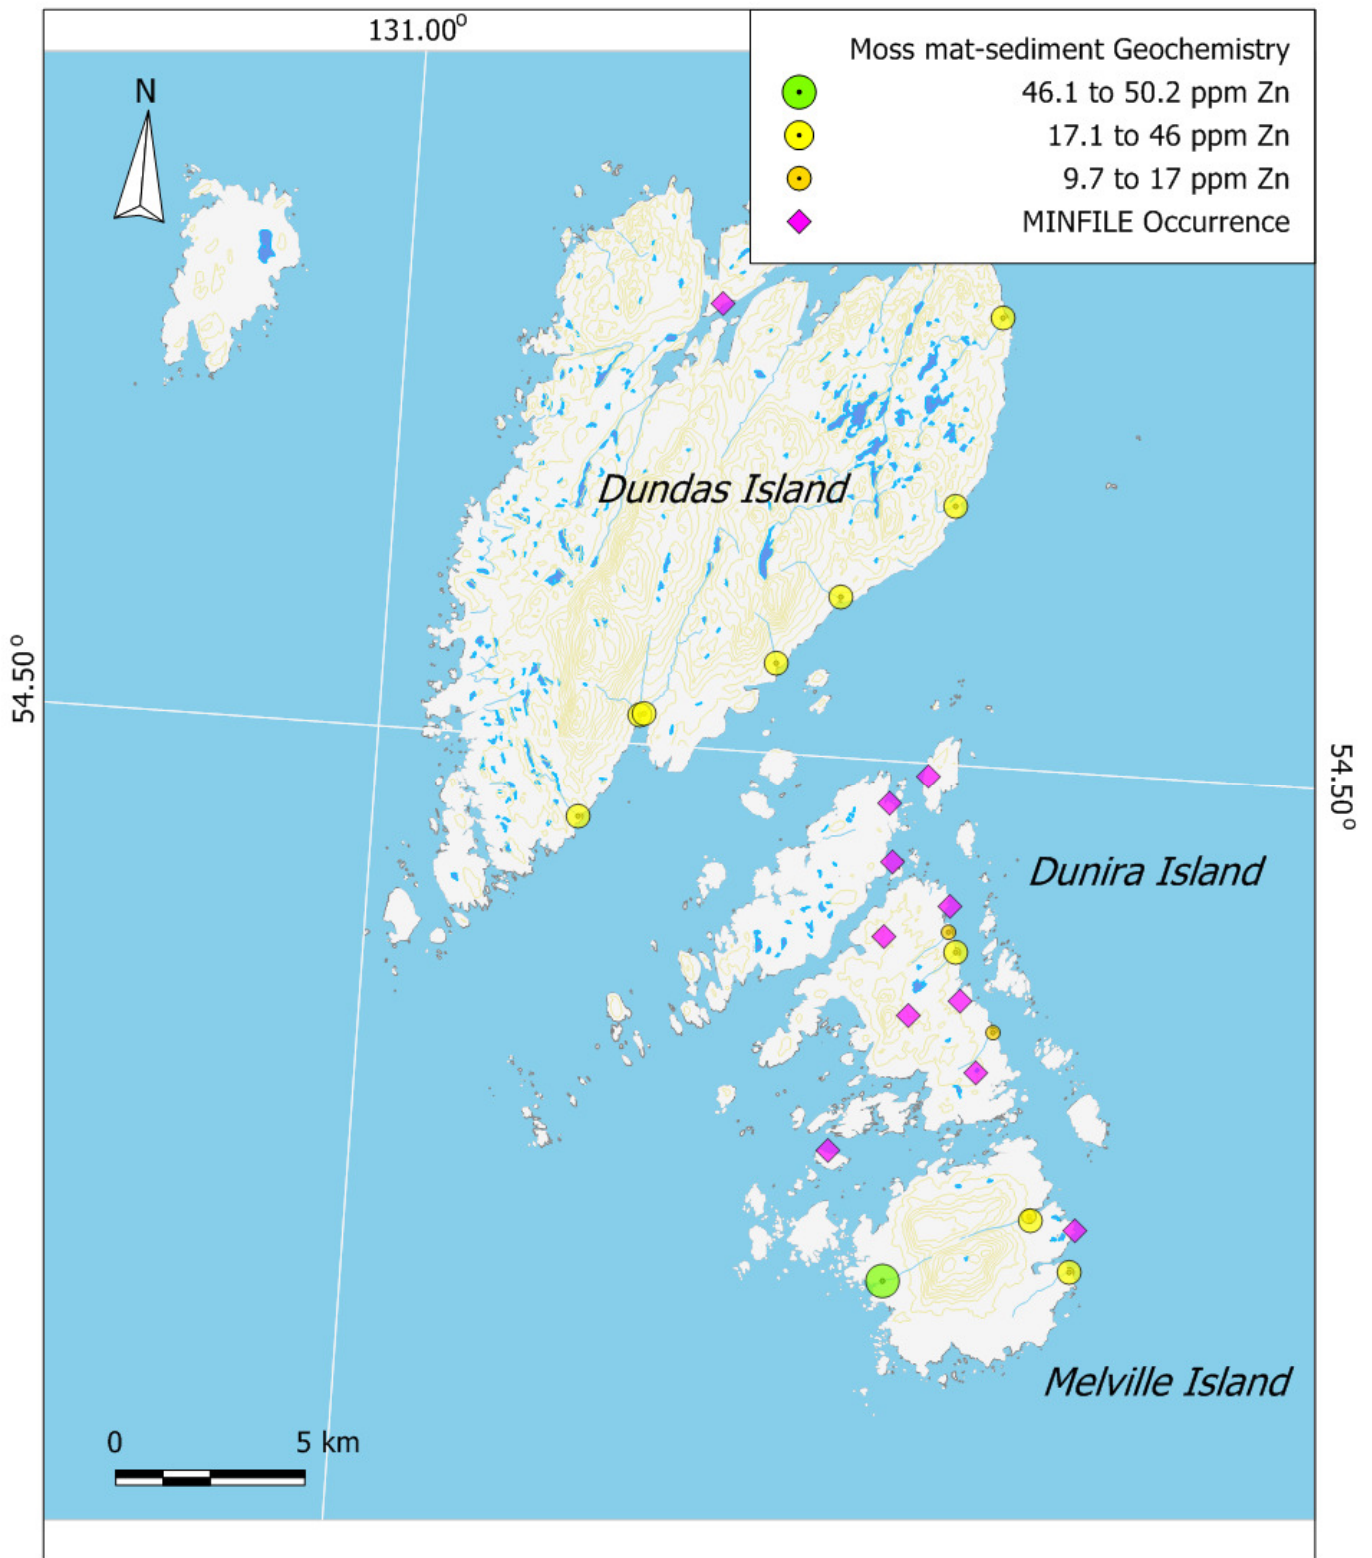 131.00°
Moss mat-sediment Geochemistry
46.1 to 50.2 ppm Zn
17.1 to 46 ppm Zn
9.7 to 17 ppm Zn
MINFILE Occurrence
N
Dundas Island
54.50°
54.50°
Dunira Island
Melville Island
0 5 km